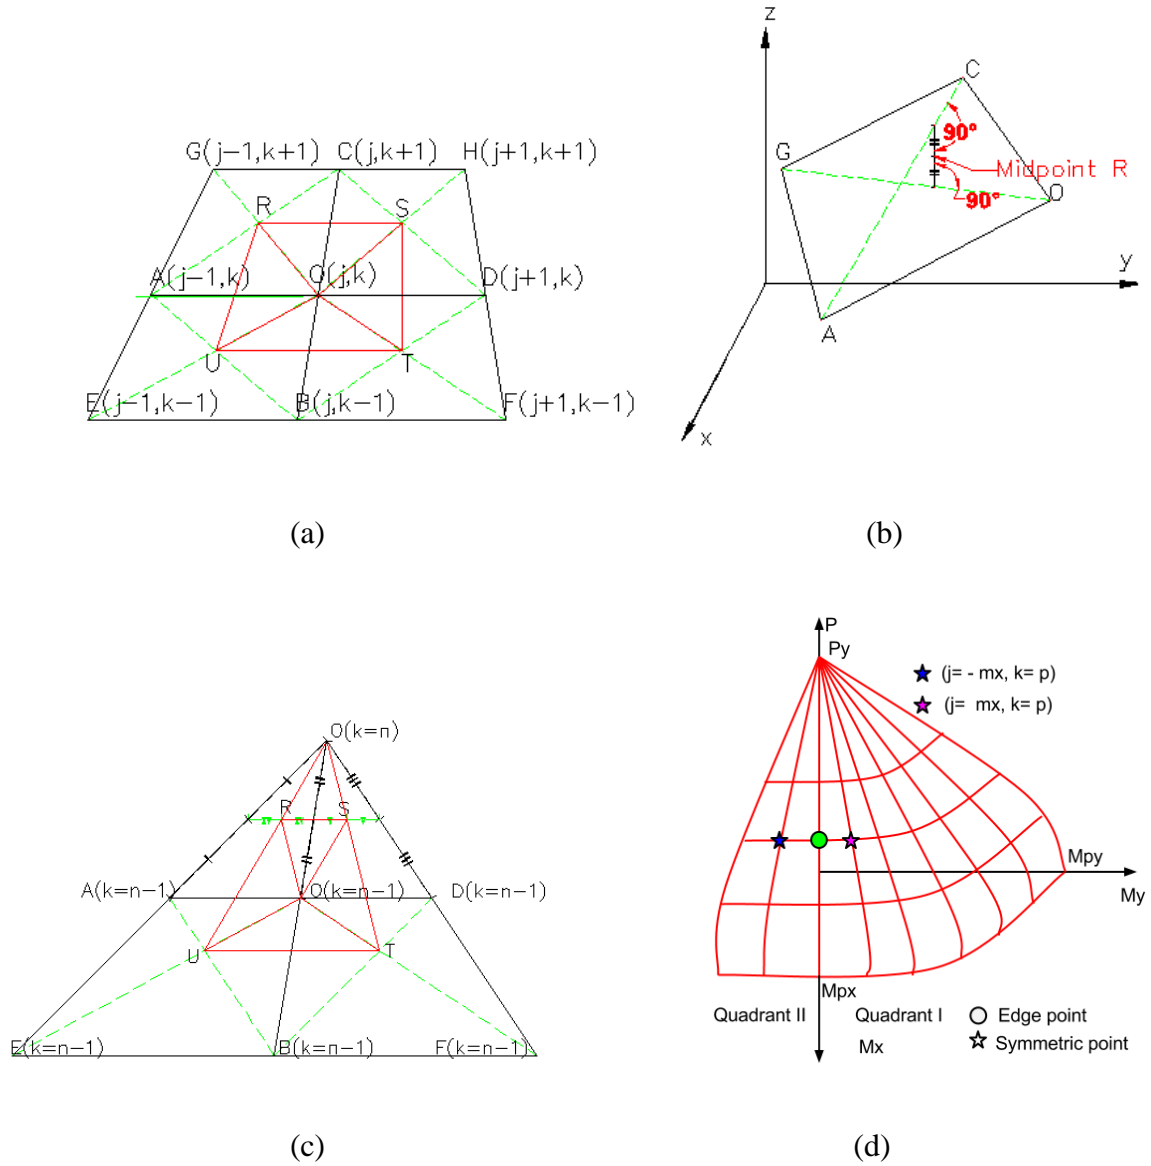 G(j-1,k+1) C(j,k+1) H(j+1,k+1)
R S
A(j-1,k) O(j,k) D(j+1,k)
U T
E(j-1,k-1) B(j,k-1) F(j+1,k-1)
(a)
z
C
90°
G
Midpoint R
90°
O
y
A
x
(b)
O(k=n)
R S
A(k=n-1) O(k=n-1) D(k=n-1)
U T
E(k=n-1) B(k=n-1) F(k=n-1)
(c)
P
Py
(j= - mx, k= p)
(j= mx, k= p)
Mpy
My
Mpx
Quadrant II Quadrant I Edge point
Mx Symmetric point
(d)